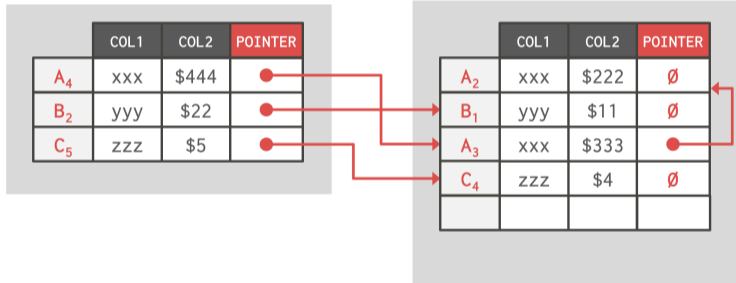 COL1 COL2 POINTER
A₄ xxx $444
B₂ yyy $22
C₅ zzz $5
COL1 COL2 POINTER
A₂ xxx $222 Ø
B₁ yyy $11 Ø
A₃ xxx $333
C₄ zzz $4 Ø